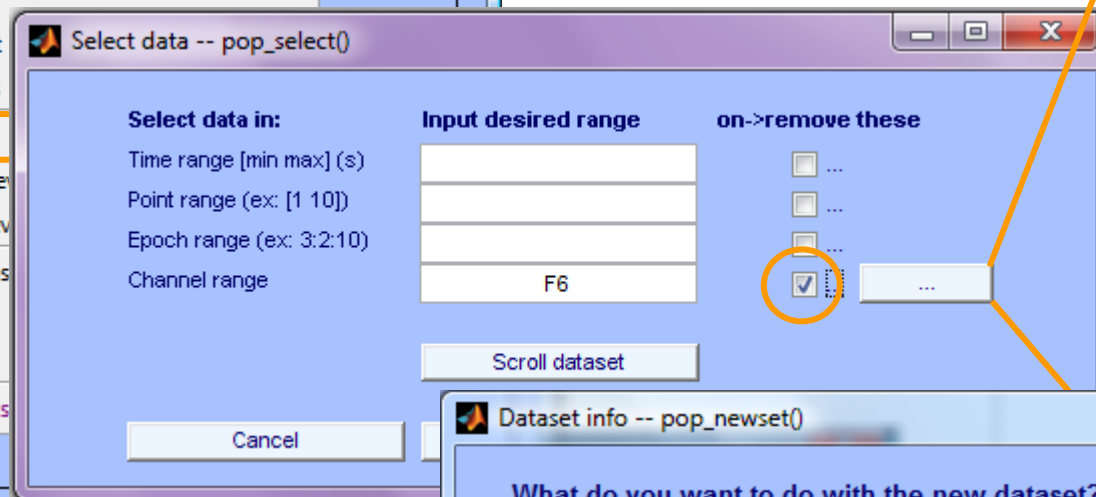 Select data -- pop_select()
Select data in: Input desired range on->remove these
Time range [min max] (s) ...
Point range (ex: [1 10]) ...
Epoch range (ex: 3:2:10) ...
Channel range F6 ...
Scroll dataset
Cancel
Dataset info -- pop_newset()
What do you want to do with the new dataset?